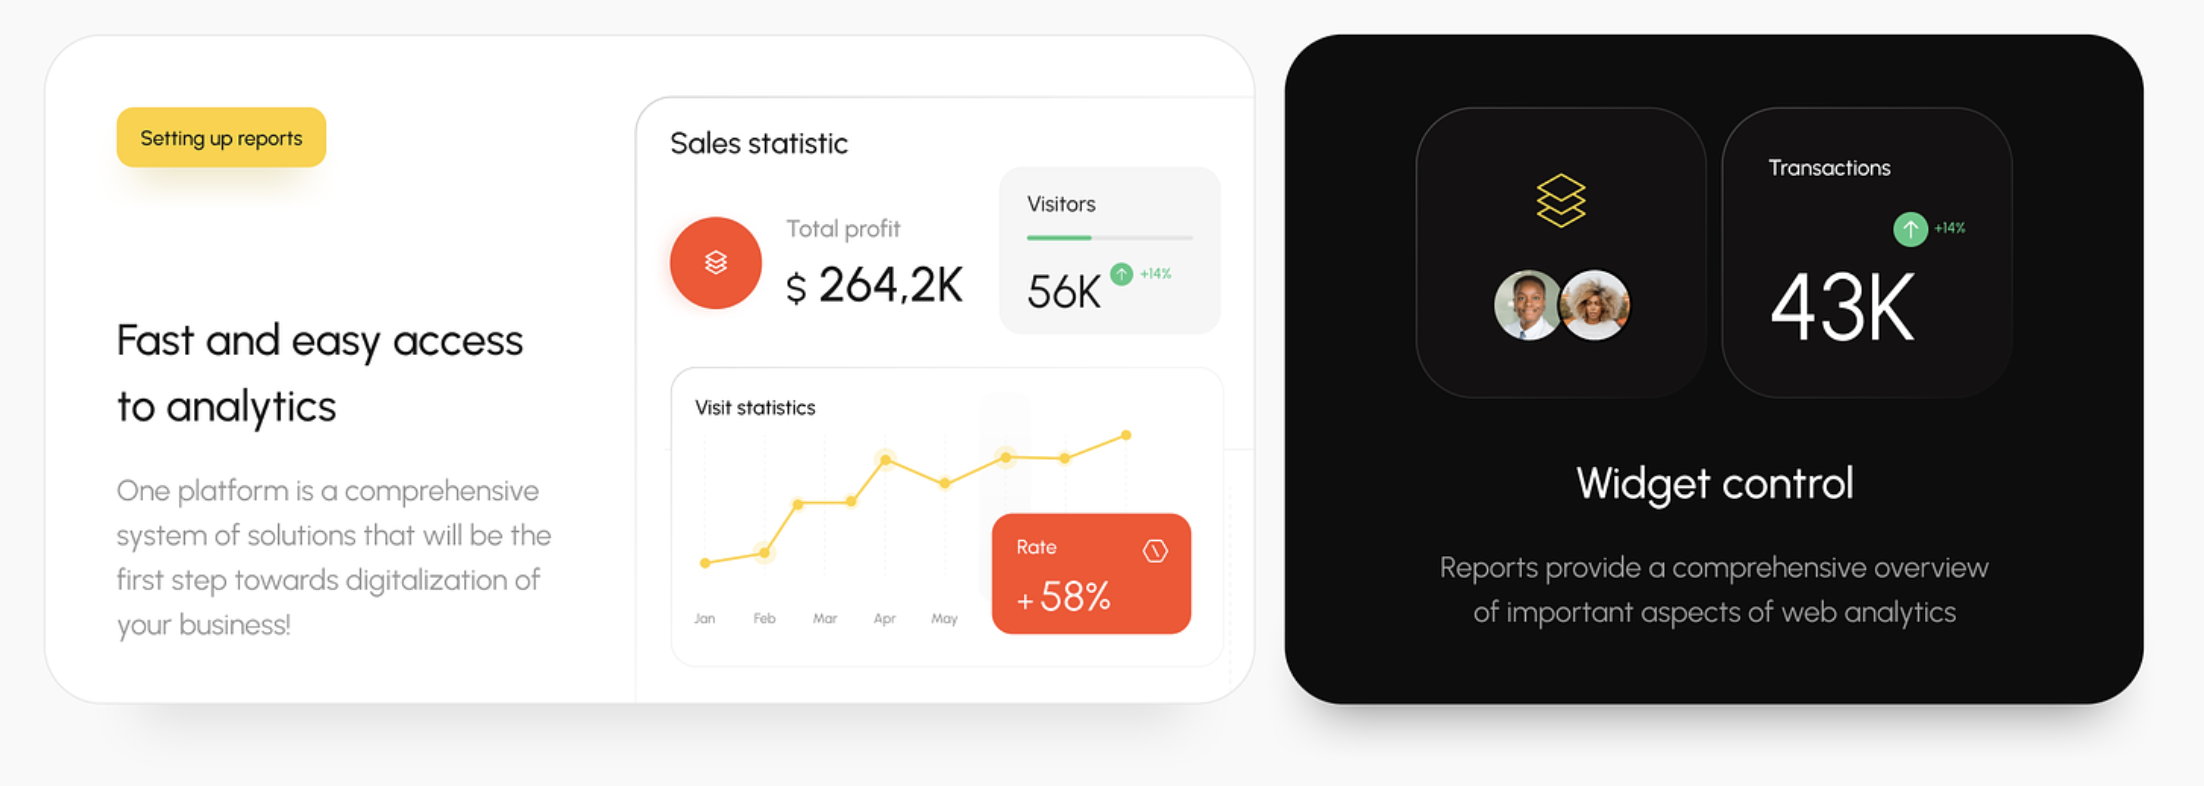 Setting up reports
Fast and easy access
to analytics
One platform is a comprehensive
system of solutions that will be the
first step towards digitalization of
your business!
Sales statistic
Total profit
$ 264,2K
Visitors
56K +14%
Visit statistics
Jan Feb Mar Apr May
Rate
+ 58%
Transactions
+14%
43K
Widget control
Reports provide a comprehensive overview
of important aspects of web analytics